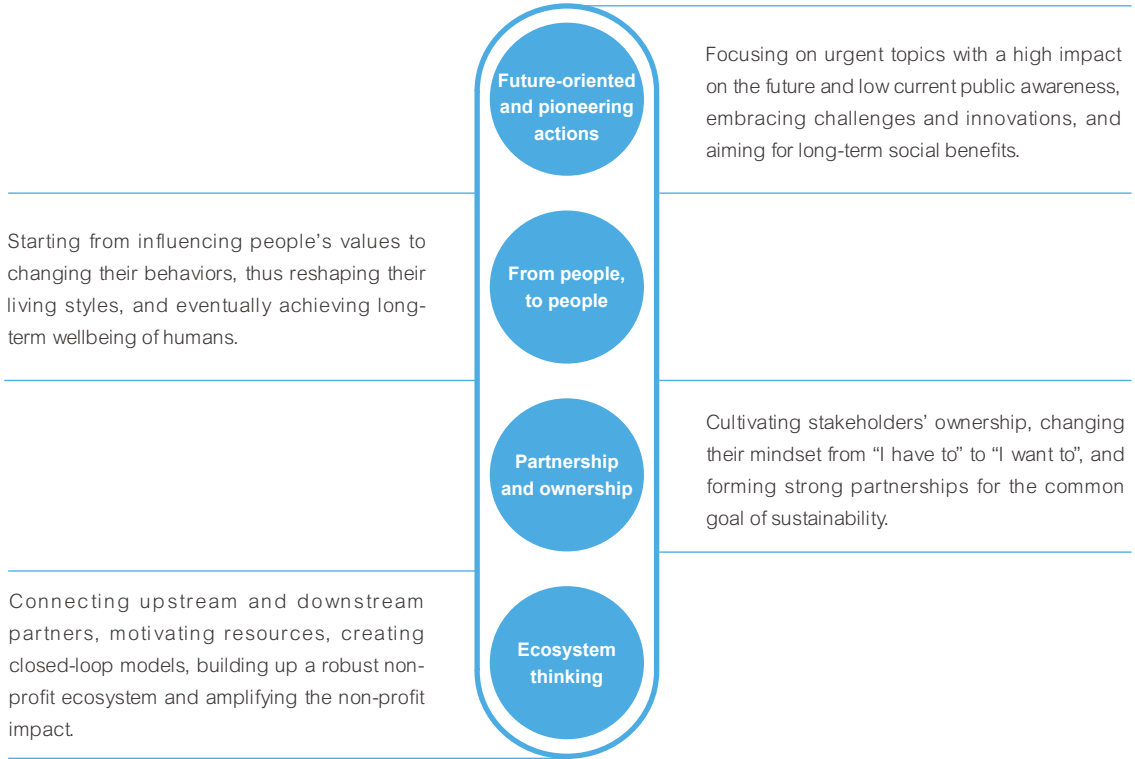 Future-oriented
and pioneering
actions
Focusing on urgent topics with a high impact
on the future and low current public awareness,
embracing challenges and innovations, and
aiming for long-term social benefits.
Starting from influencing people's values to
changing their behaviors, thus reshaping their
living styles, and eventually achieving long-
term wellbeing of humans.
From people,
to people
Partnership
and ownership
Cultivating stakeholders' ownership, changing
their mindset from “I have to” to “I want to”, and
forming strong partnerships for the common
goal of sustainability.
Connecting upstream and downstream
partners, motivating resources, creating
closed-loop models, building up a robust non-
profit ecosystem and amplifying the non-profit
impact.
Ecosystem
thinking